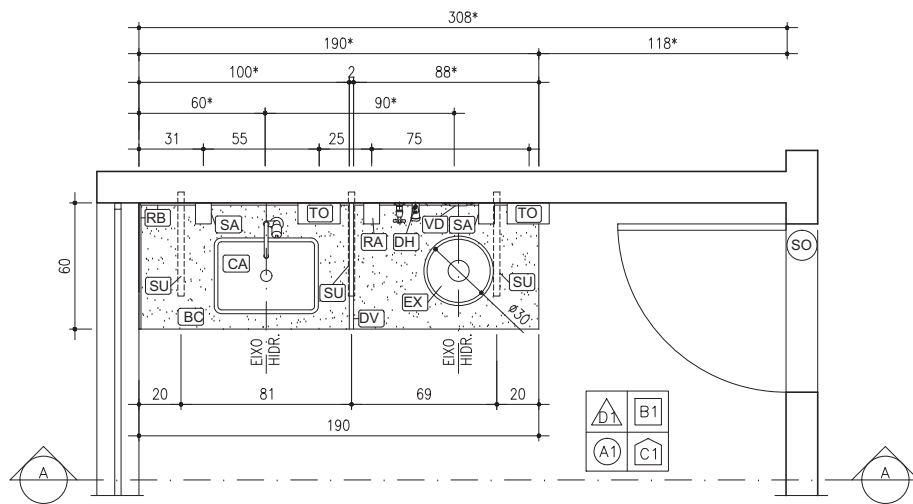 308*
190* 118*
100* 2 88*
60* 90*
31 55 25 75
RB SA TO RA DH VD SA TO
SO
60
CA
SU SU EX SU
BC DV ø30
EIXO HIDR. EIXO HIDR.
20 81 69 20
190
D1 B1
A1 C1
A A